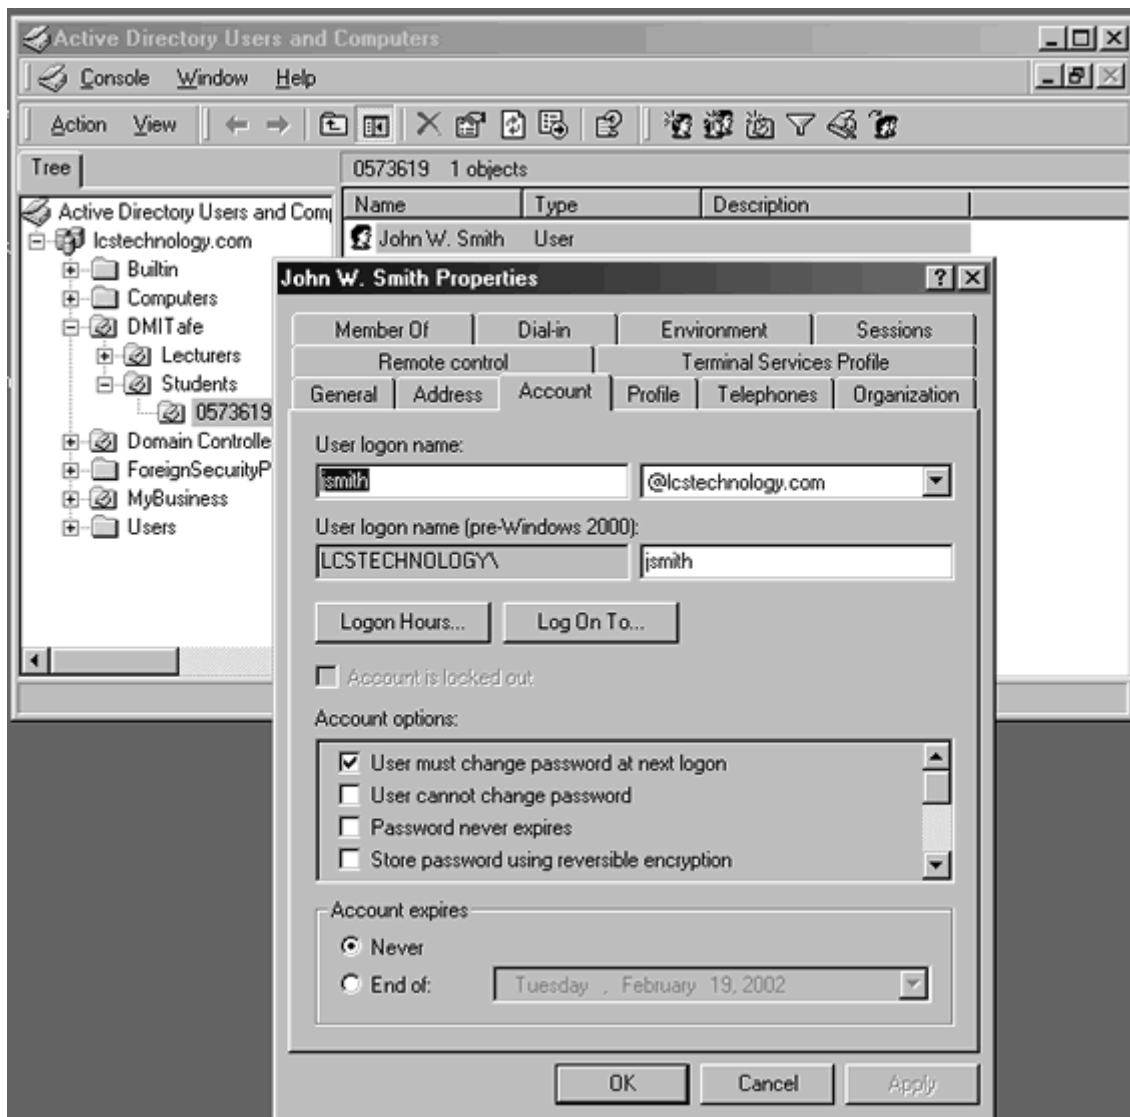 Active Directory Users and Computers
Console Window Help
Action View
Tree
0573619 1 objects
Active Directory Users and Comp
Name Type Description
lcstechnology.com
John W. Smith User
Builtin
Computers
DMITafe
Lecturers
Students
0573619
Domain Controlle
ForeignSecurityP
MyBusiness
Users
John W. Smith Properties
Member Of Dial-in Environment Sessions
Remote control Terminal Services Profile
General Address Account Profile Telephones Organization
User logon name:
jsmith @lcstechnology.com
User logon name (pre-Windows 2000):
LCSTECHNOLOGY\ jsmith
Logon Hours... Log On To...
Account is locked out
Account options:
User must change password at next logon
User cannot change password
Password never expires
Store password using reversible encryption
Account expires
Never
End of: Tuesday , February 19, 2002
OK Cancel Apply